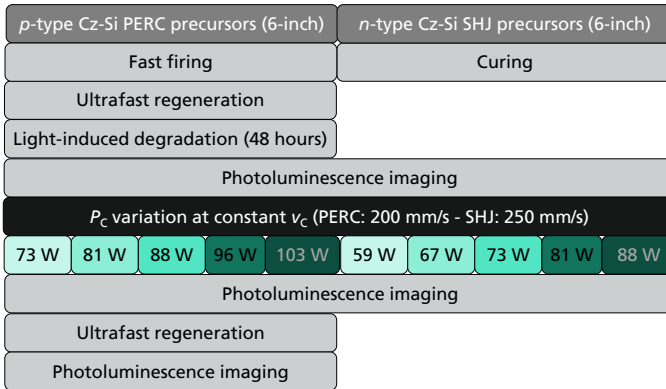 p-type Cz-Si PERC precursors (6-inch) n-type Cz-Si SHJ precursors (6-inch)
Fast firing Curing
Ultrafast regeneration
Light-induced degradation (48 hours)
Photoluminescence imaging
PC variation at constant vC (PERC: 200 mm/s - SHJ: 250 mm/s)
73 W 81 W 88 W 96 W 103 W 59 W 67 W 73 W 81 W 88 W
Photoluminescence imaging
Ultrafast regeneration
Photoluminescence imaging